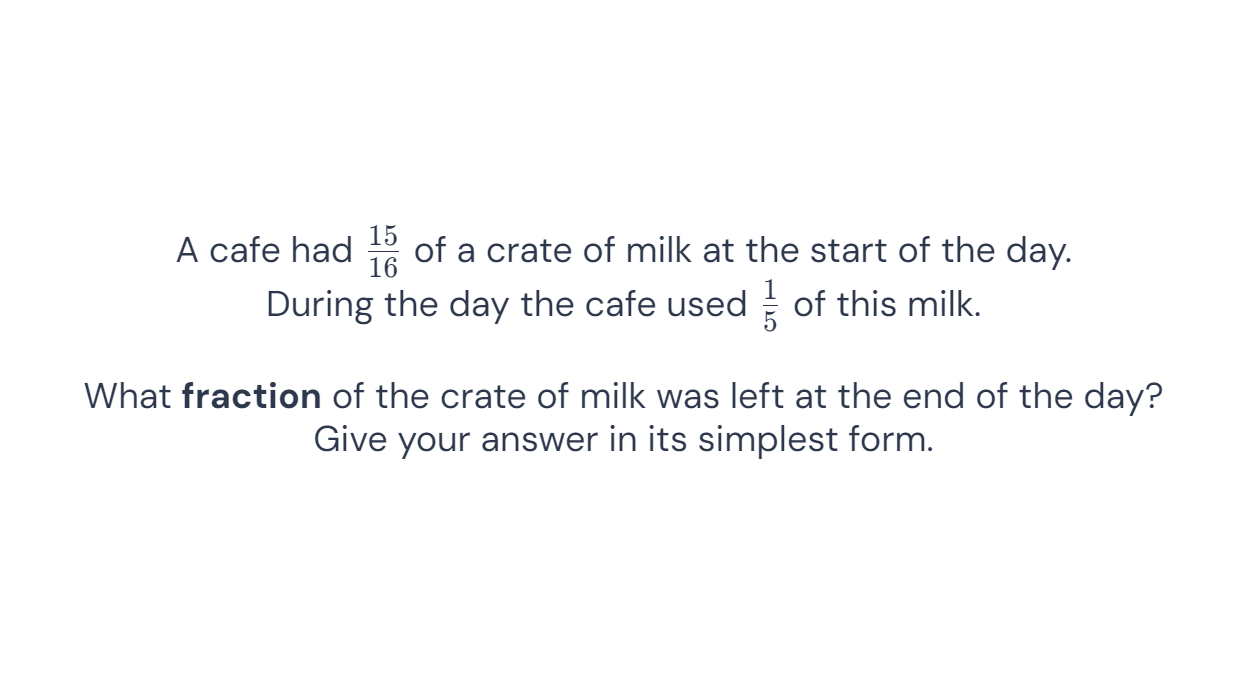 A cafe had 15/16 of a crate of milk at the start of the day.
During the day the cafe used 1/5 of this milk.
What fraction of the crate of milk was left at the end of the day?
Give your answer in its simplest form.